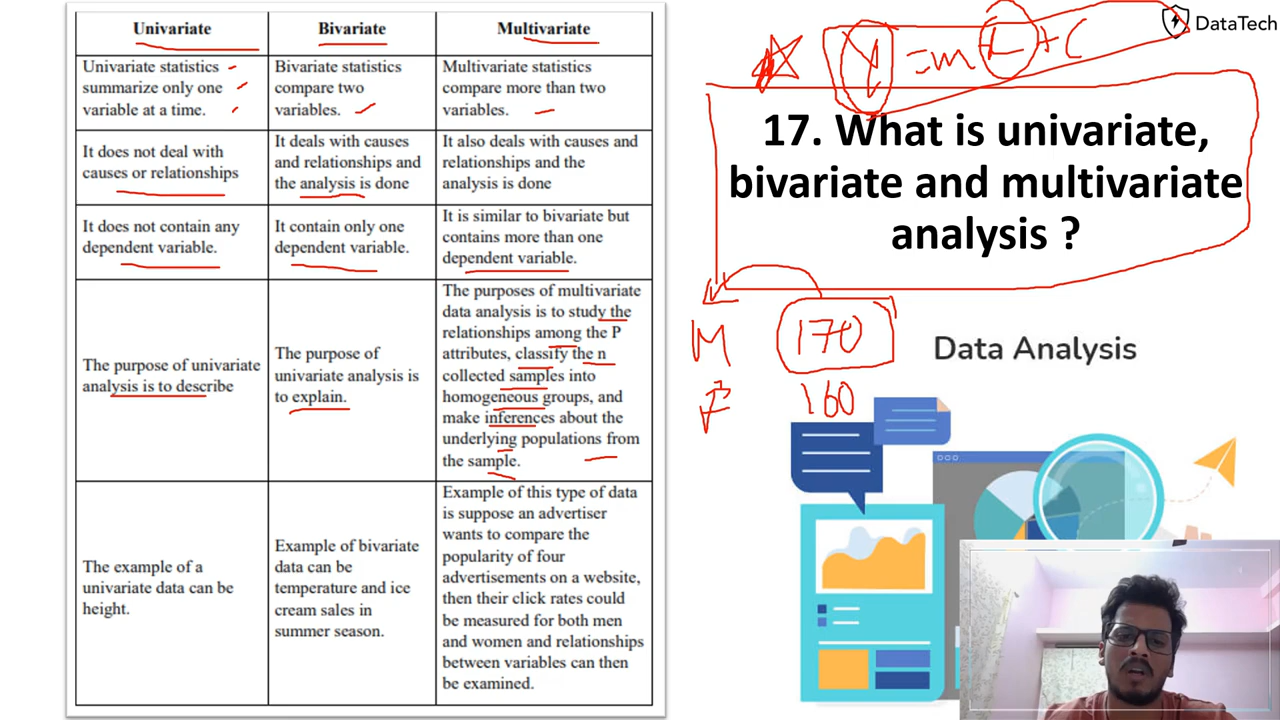 Univariate
Bivariate
Multivariate
Univariate statistics
summarize only one
variable at a time.
Bivariate statistics
compare two
variables.
Multivariate statistics
compare more than two
variables.
It does not deal with
causes or relationships
It deals with causes
and relationships and
the analysis is done
It also deals with causes and
relationships and the
analysis is done
It does not contain any
dependent variable.
It contain only one
dependent variable.
It is similar to bivariate but
contains more than one
dependent variable.
The purpose of univariate
analysis is to describe
The purpose of
univariate analysis is
to explain.
The purposes of multivariate
data analysis is to study the
relationships among the P
attributes, classify the n
collected samples into
homogeneous groups, and
make inferences about the
underlying populations from
the sample.
The example of a
univariate data can be
height.
Example of bivariate
data can be
temperature and ice
cream sales in
summer season.
Example of this type of data
is suppose an advertiser
wants to compare the
popularity of four
advertisements on a website,
then their click rates could
be measured for both men
and women and relationships
between variables can then
be examined.
DataTech
17. What is univariate,
bivariate and multivariate
analysis ?
M 170
F 160
Data Analysis